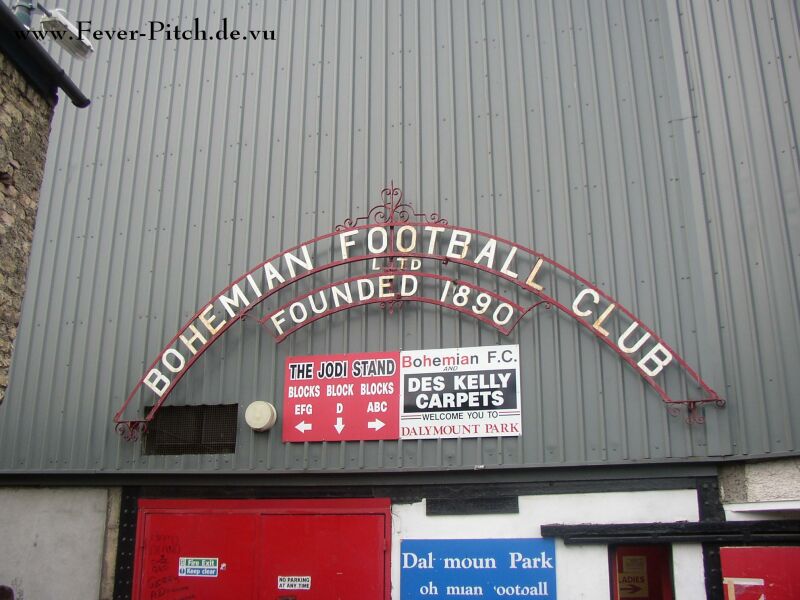 www.Fever-Pitch.de.vu
BOHEMIAN FOOTBALL CLUB
LTD
FOUNDED 1890
THE JODI STAND
BLOCKS BLOCK BLOCKS
EFG D ABC
Bohemian F.C.
AND
DES KELLY
CARPETS
WELCOME YOU TO
DALYMOUNT PARK
Fire Exit
Keep clear
NO PARKING
AT ANY TIME
Dal moun Park
oh mian ootball
LADIES